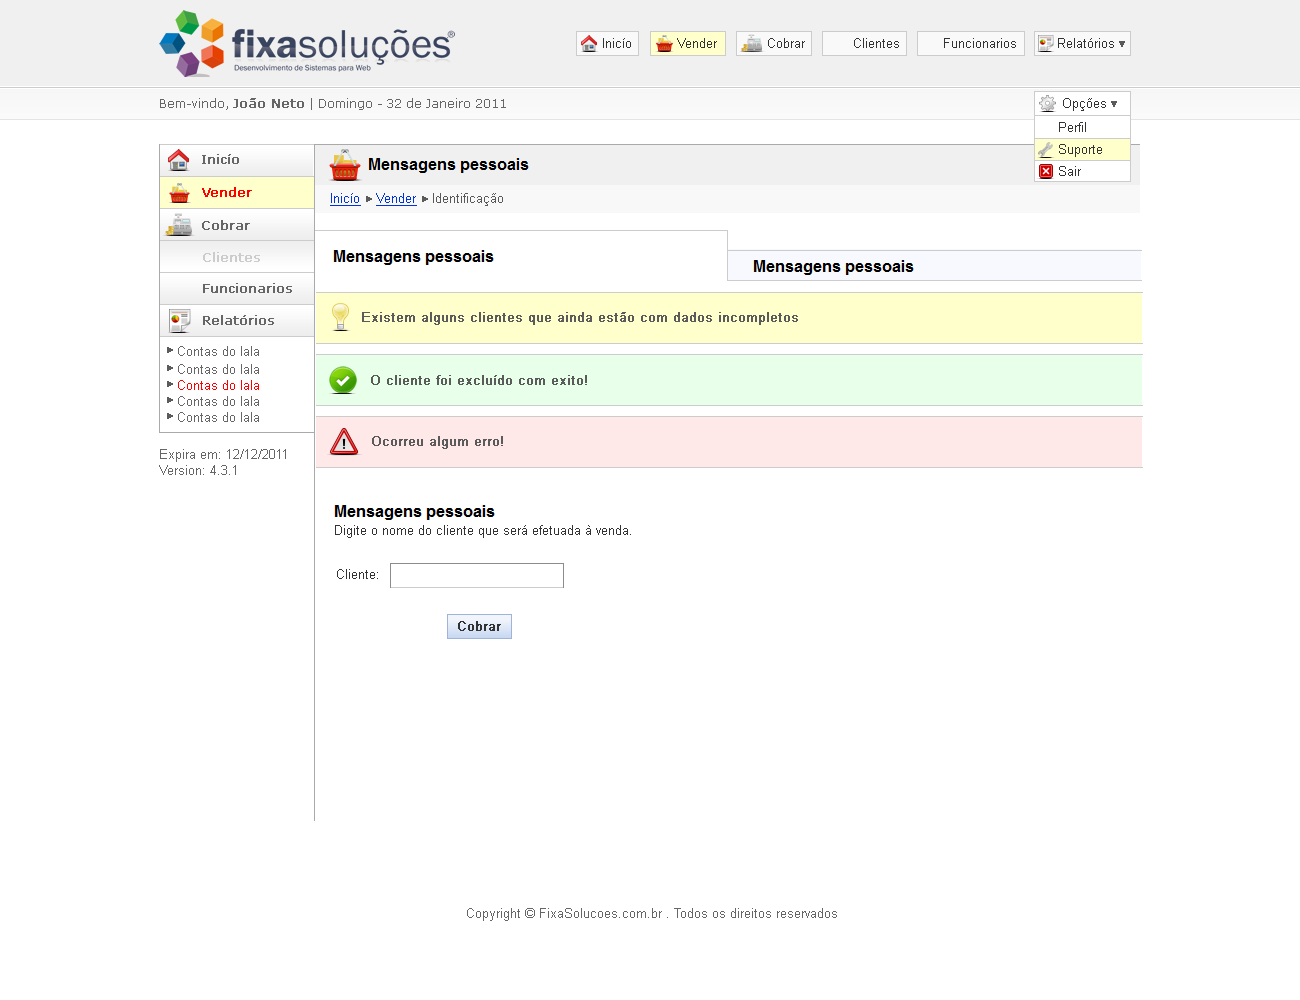 fixasoluções®
Desenvolvimento de Sistemas para Web
Inicío
Vender
Cobrar
Clientes
Funcionarios
Relatórios ▾
Bem-vindo, João Neto | Domingo - 32 de Janeiro 2011
Opções ▾
Perfil
Suporte
Sair
Inicío
Vender
Cobrar
Clientes
Funcionarios
Relatórios
Contas do lala
Contas do lala
Contas do lala
Contas do lala
Contas do lala
Expira em: 12/12/2011
Version: 4.3.1
Mensagens pessoais
Inicío ▸ Vender ▸ Identificação
Mensagens pessoais
Mensagens pessoais
Existem alguns clientes que ainda estão com dados incompletos
O cliente foi excluído com exito!
Ocorreu algum erro!
Mensagens pessoais
Digite o nome do cliente que será efetuada à venda.
Cliente:
Cobrar
Copyright © FixaSolucoes.com.br . Todos os direitos reservados